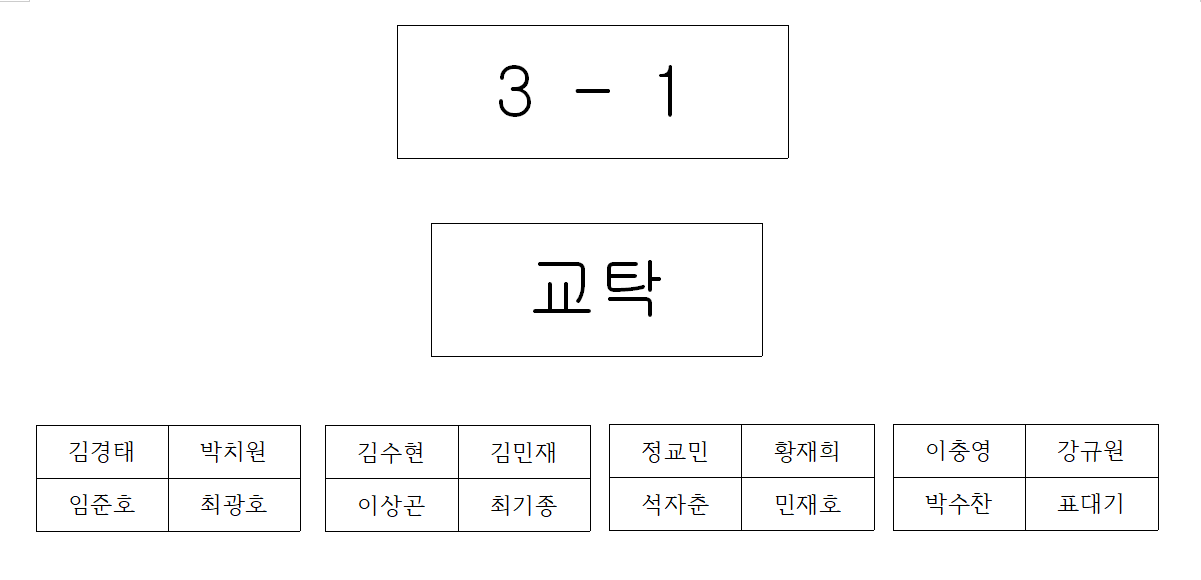 3 - 1
교탁
김경태 박치원 김수현 김민재 정교민 황재희 이충영 강규원
임준호 최광호 이상곤 최기종 석자춘 민재호 박수찬 표대기